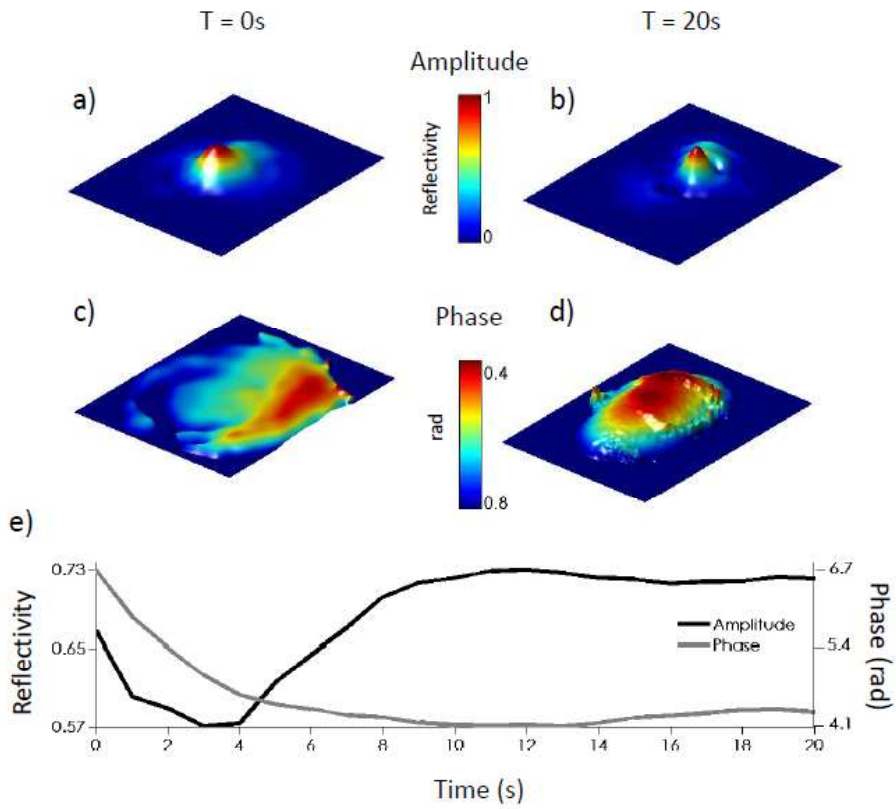 T = 0s
T = 20s
Amplitude
a)
b)
1
Reflectivity
0
c)
Phase
d)
0.4
rad
0.8
e)
0.73
0.65
0.57
Reflectivity
6.7
5.4
4.1
Phase (rad)
Amplitude
Phase
0 2 4 6 8 10 12 14 16 18 20
Time (s)